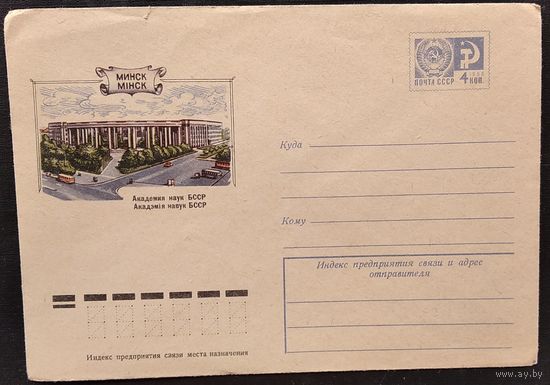 МИНСК
МІНСК
Академия наук БССР
Акадэмія навук БССР
1966
ПОЧТА СССР
4 КОП.
Куда
Кому
Индекс предприятия связи и адрес
отправителя
Индекс предприятия связи места назначения
www.ay.by